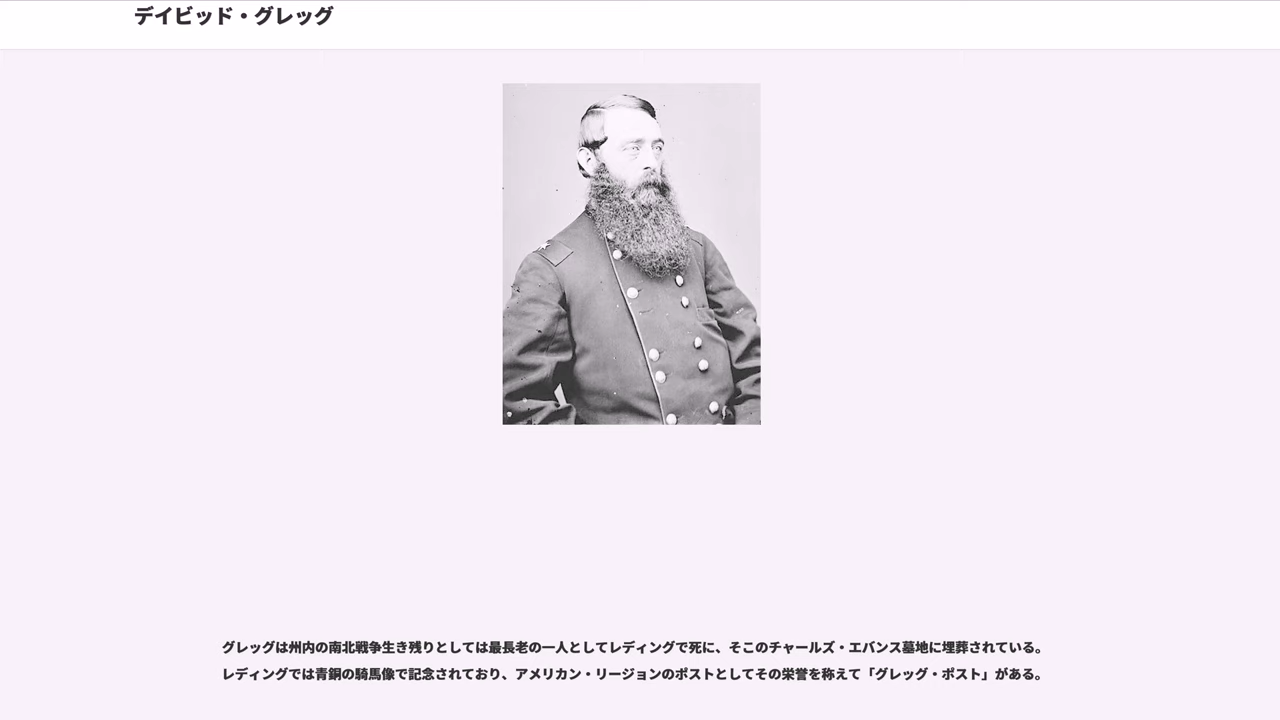 デイビッド・グレッグ
グレッグは州内の南北戦争生き残りとしては最長老の一人としてレディングで死に、そこのチャールズ・エバンス墓地に埋葬されている。
レディングでは青銅の騎馬像で記念されており、アメリカン・リージョンのポストとしてその栄誉を称えて「グレッグ・ポスト」がある。